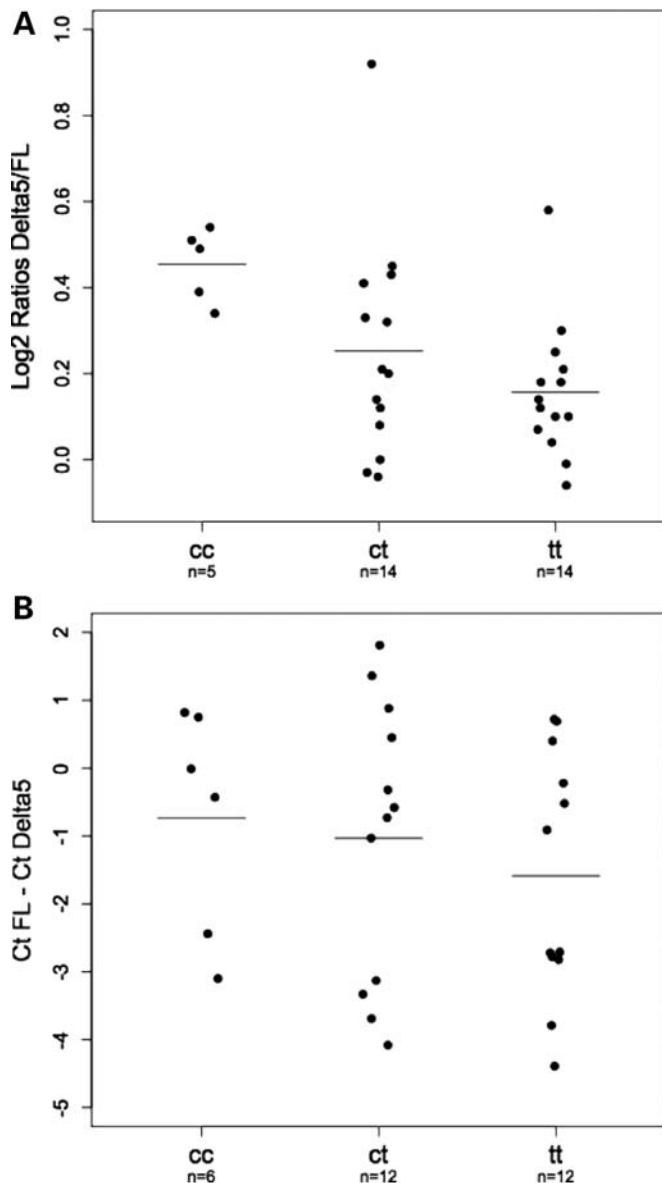 A
Log2 Ratios Delta5/FL
1.0
0.8
0.6
0.4
0.2
0.0
cc ct tt
n=5 n=14 n=14
B
Ct FL - Ct Delta5
2
1
0
-1
-2
-3
-4
-5
cc ct tt
n=6 n=12 n=12